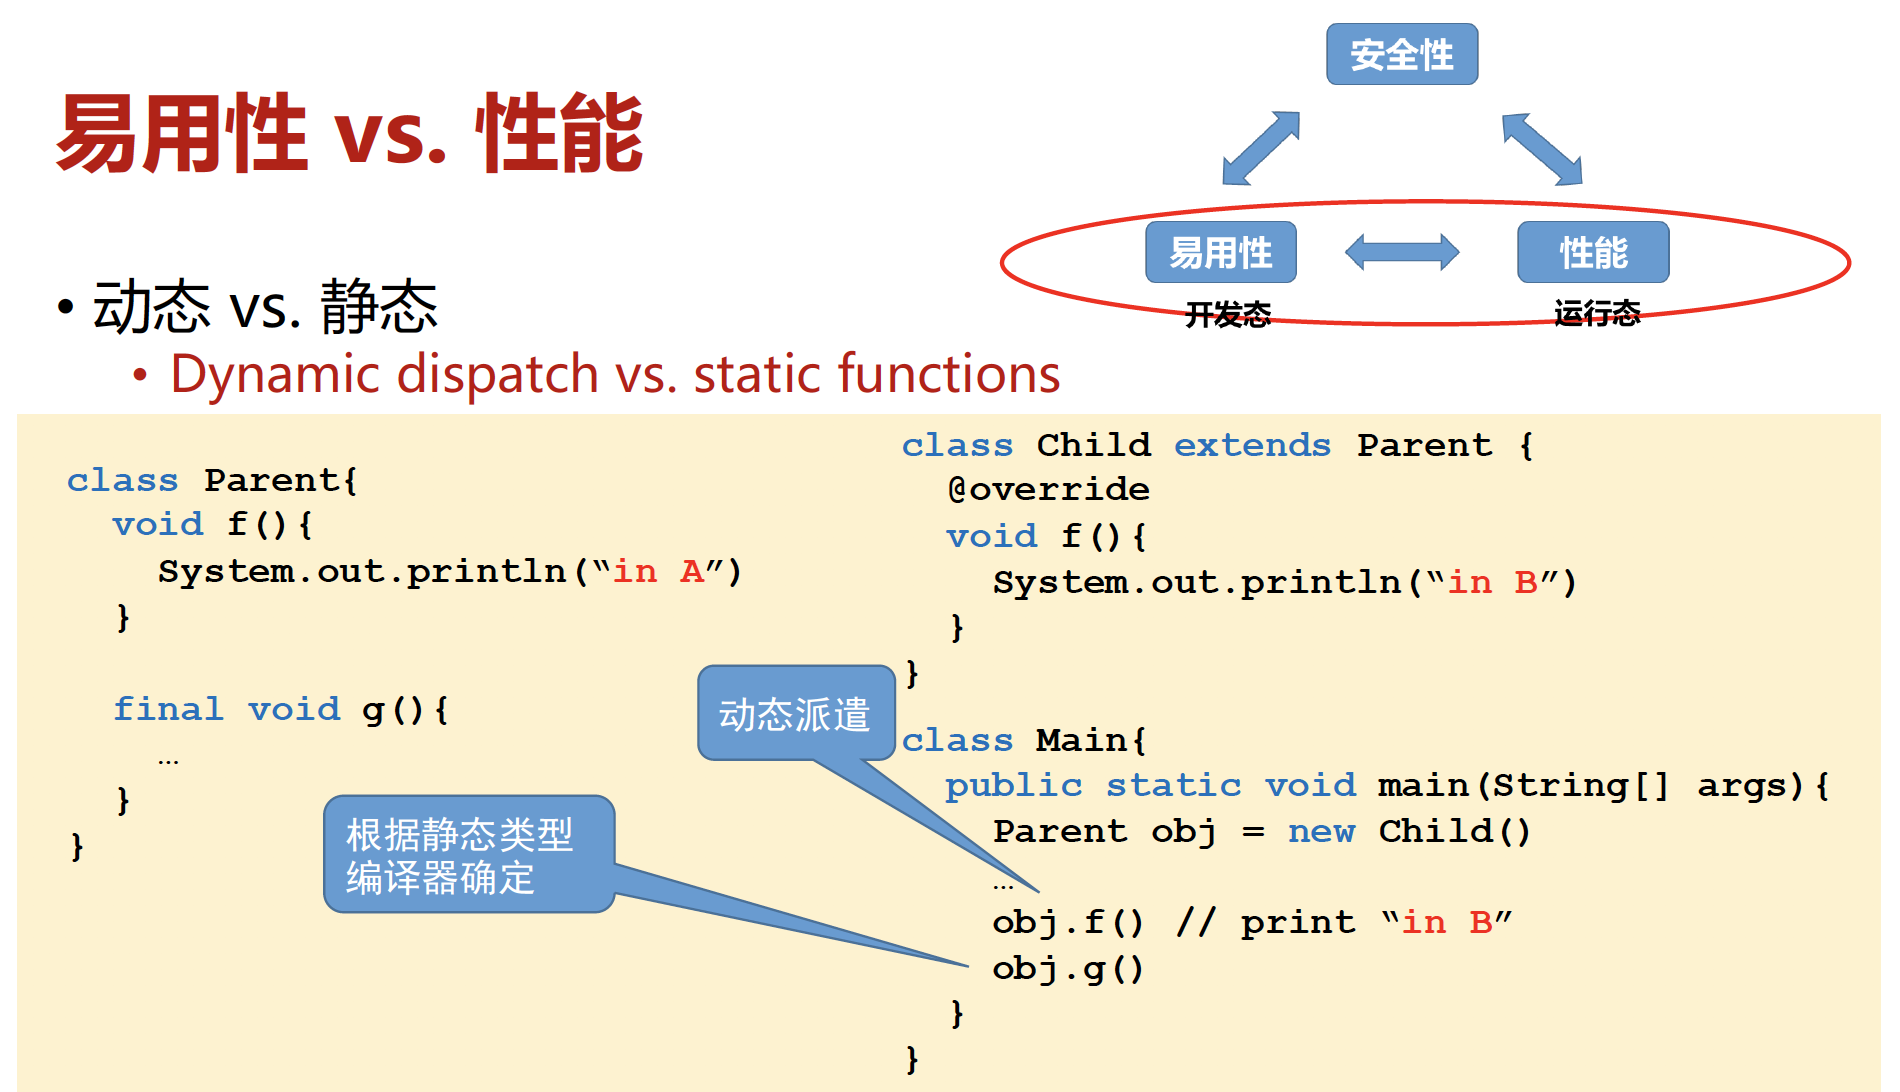 易用性 vs. 性能
安全性
易用性
性能
开发态
运行态
• 动态 vs. 静态
• Dynamic dispatch vs. static functions
class Parent{
void f(){
System.out.println(“in A”)
}
final void g(){
…
}
}
class Child extends Parent {
@override
void f(){
System.out.println(“in B”)
}
}
class Main{
public static void main(String[] args){
Parent obj = new Child()
…
obj.f() // print “in B”
obj.g()
}
}
动态派遣
根据静态类型
编译器确定